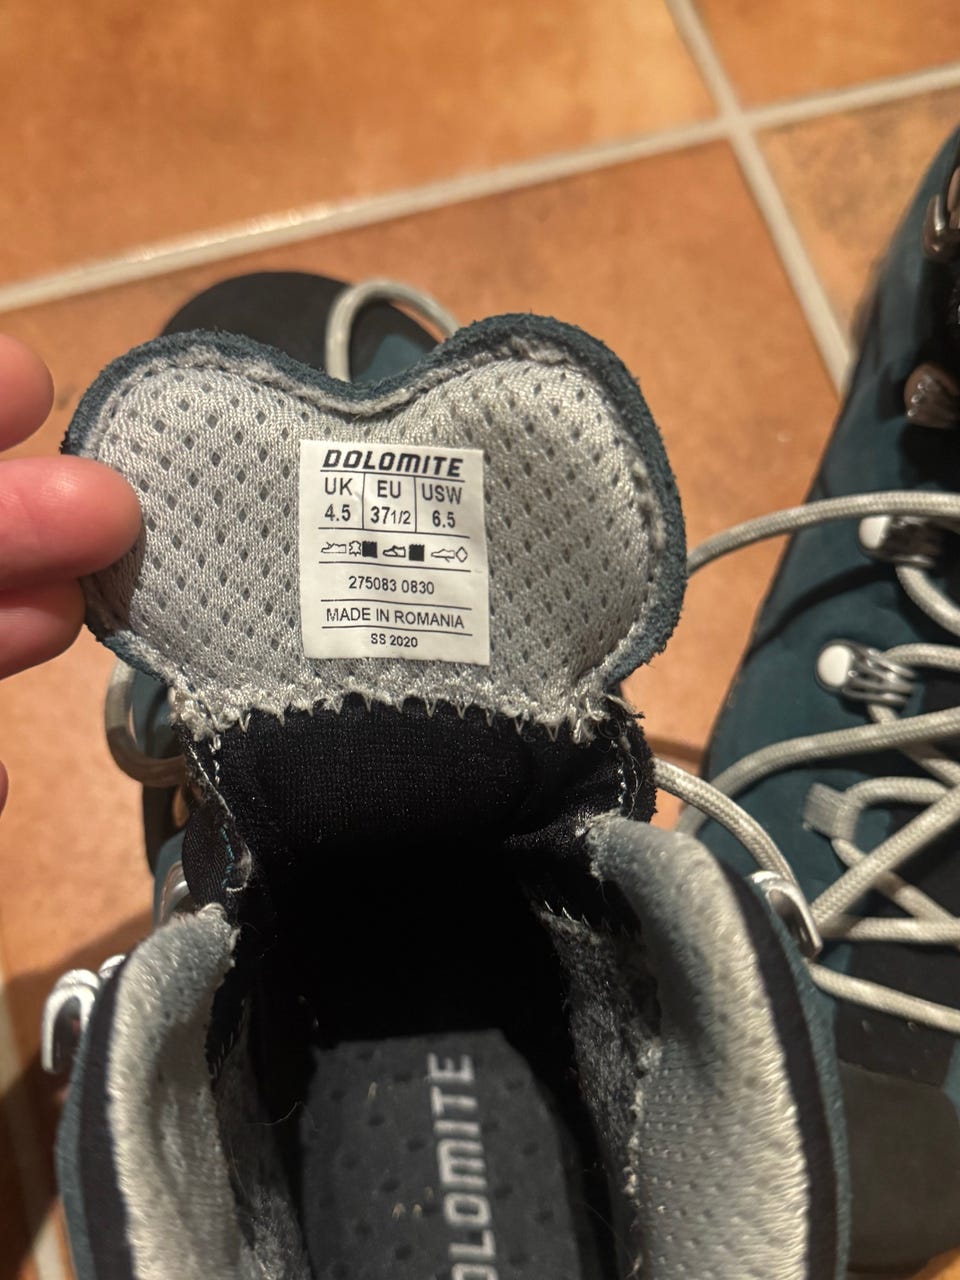 DOLOMITE
UK EU USW
4.5 37 1/2 6.5
275083 0830
MADE IN ROMANIA
SS 2020
DOLOMITE